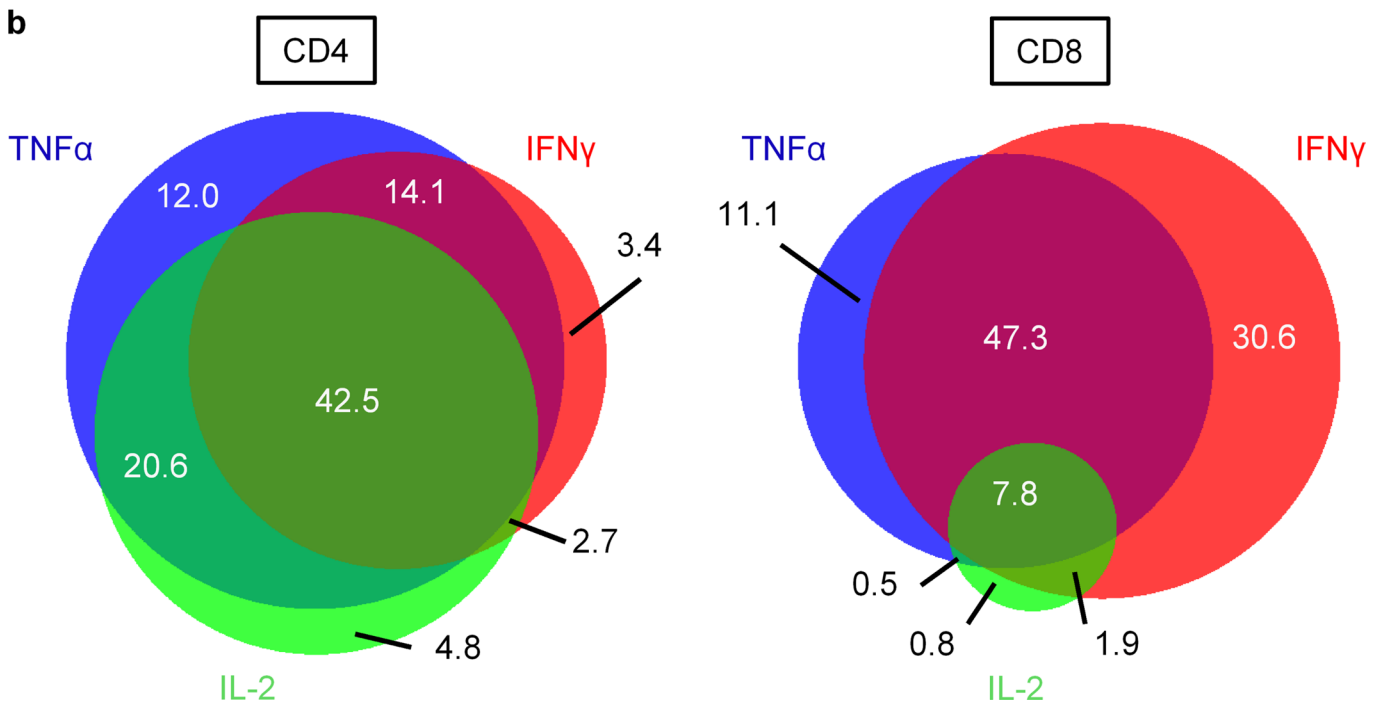 b
CD4
CD8
TNFα
IFNγ
TNFα
IFNγ
12.0
14.1
11.1
3.4
47.3
30.6
42.5
20.6
7.8
2.7
0.5
4.8
0.8
1.9
IL-2
IL-2